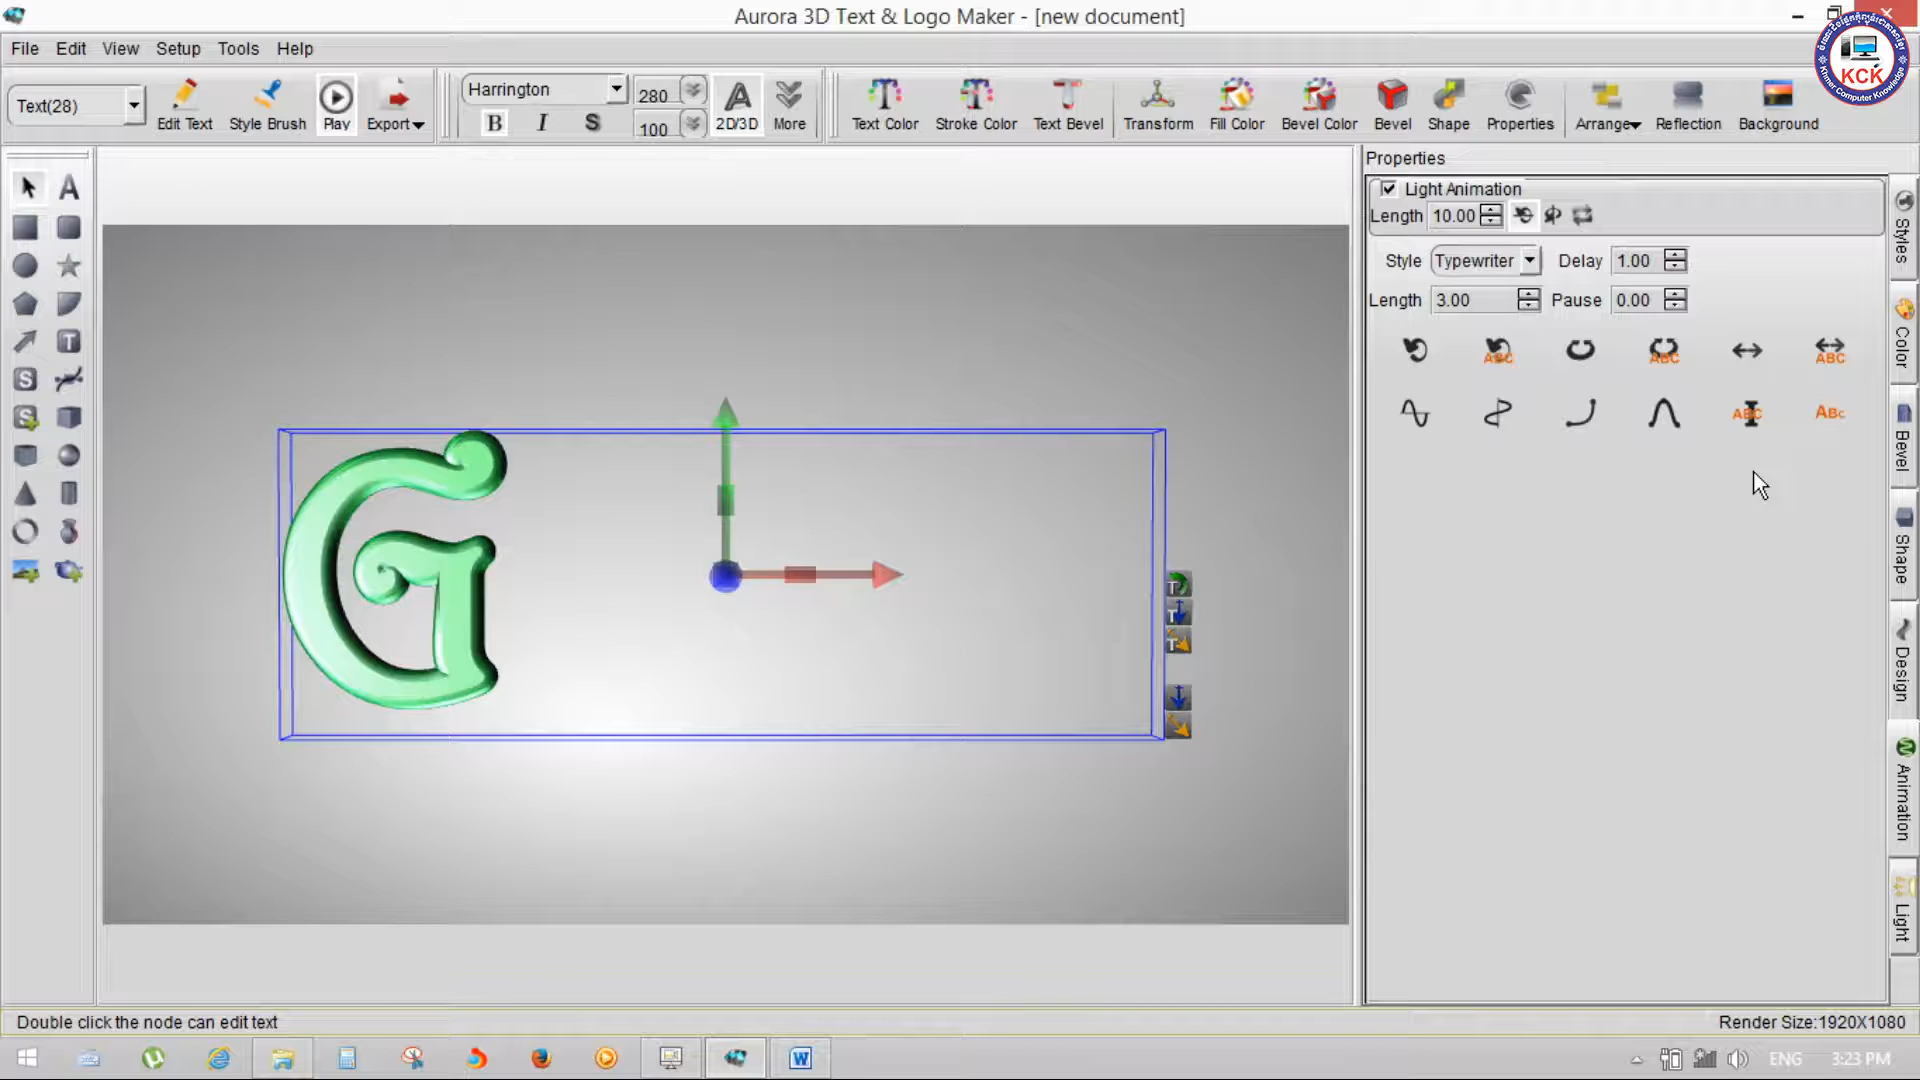 Aurora 3D Text & Logo Maker - [new document]
File Edit View Setup Tools Help
KCK
Khmer Computer Knowledge
Text(28)
Edit Text Style Brush Play Export
Harrington 280
B I S 100
2D/3D More
Text Color Stroke Color Text Bevel Transform Fill Color Bevel Color Bevel Shape Properties Arrange Reflection Background
Properties
Light Animation
Length 10.00
Style Typewriter Delay 1.00
Length 3.00 Pause 0.00
ABC ABC ABC
ABC ABC
Styles
Color
Bevel
Shape
Design
Animation
Light
G
Double click the node can edit text
Render Size:1920X1080
ENG 3:23 PM